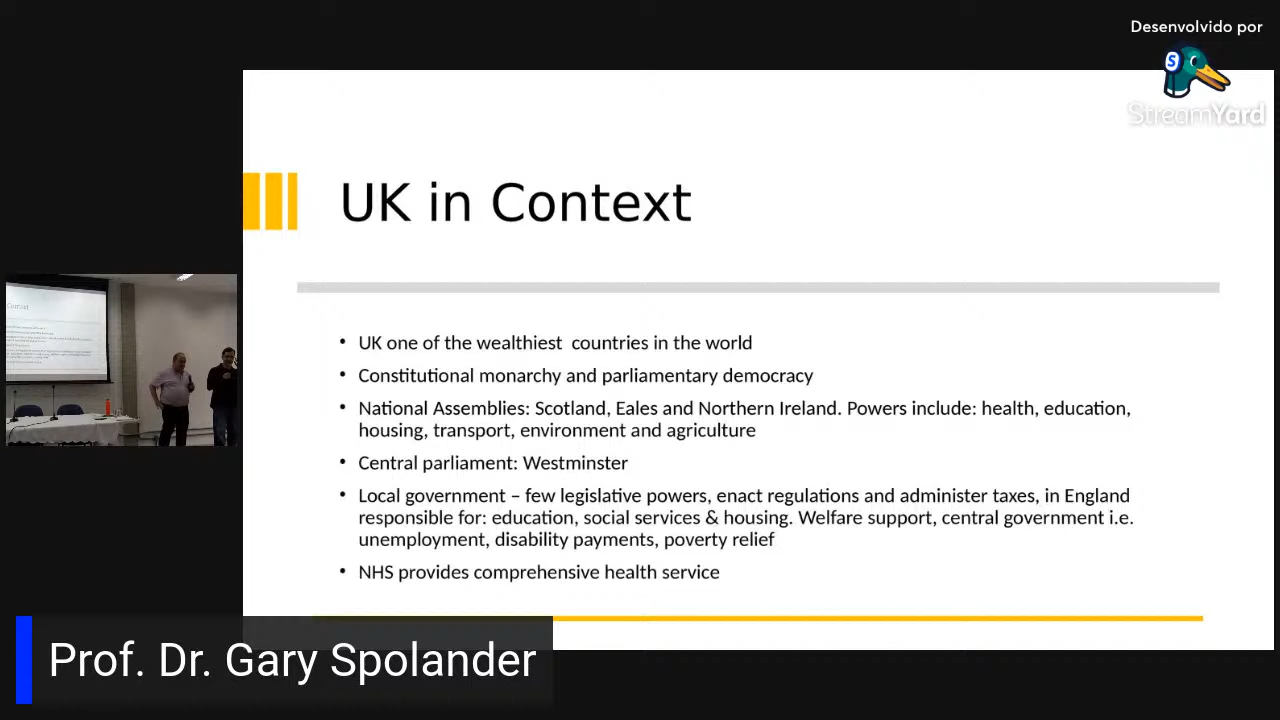 Desenvolvido por
S
StreamYard
UK in Context
• UK one of the wealthiest  countries in the world
• Constitutional monarchy and parliamentary democracy
• National Assemblies: Scotland, Eales and Northern Ireland. Powers include: health, education,
housing, transport, environment and agriculture
• Central parliament: Westminster
• Local government – few legislative powers, enact regulations and administer taxes, in England
responsible for: education, social services & housing. Welfare support, central government i.e.
unemployment, disability payments, poverty relief
• NHS provides comprehensive health service
Prof. Dr. Gary Spolander